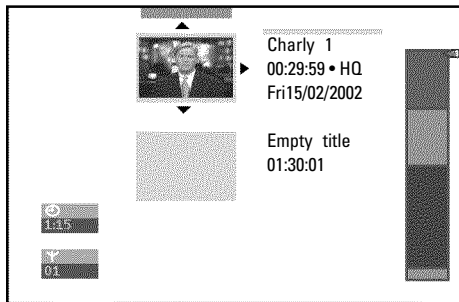 Charly 1
00:29:59 • HQ
Fri15/02/2002
Empty title
01:30:01
1:15
01